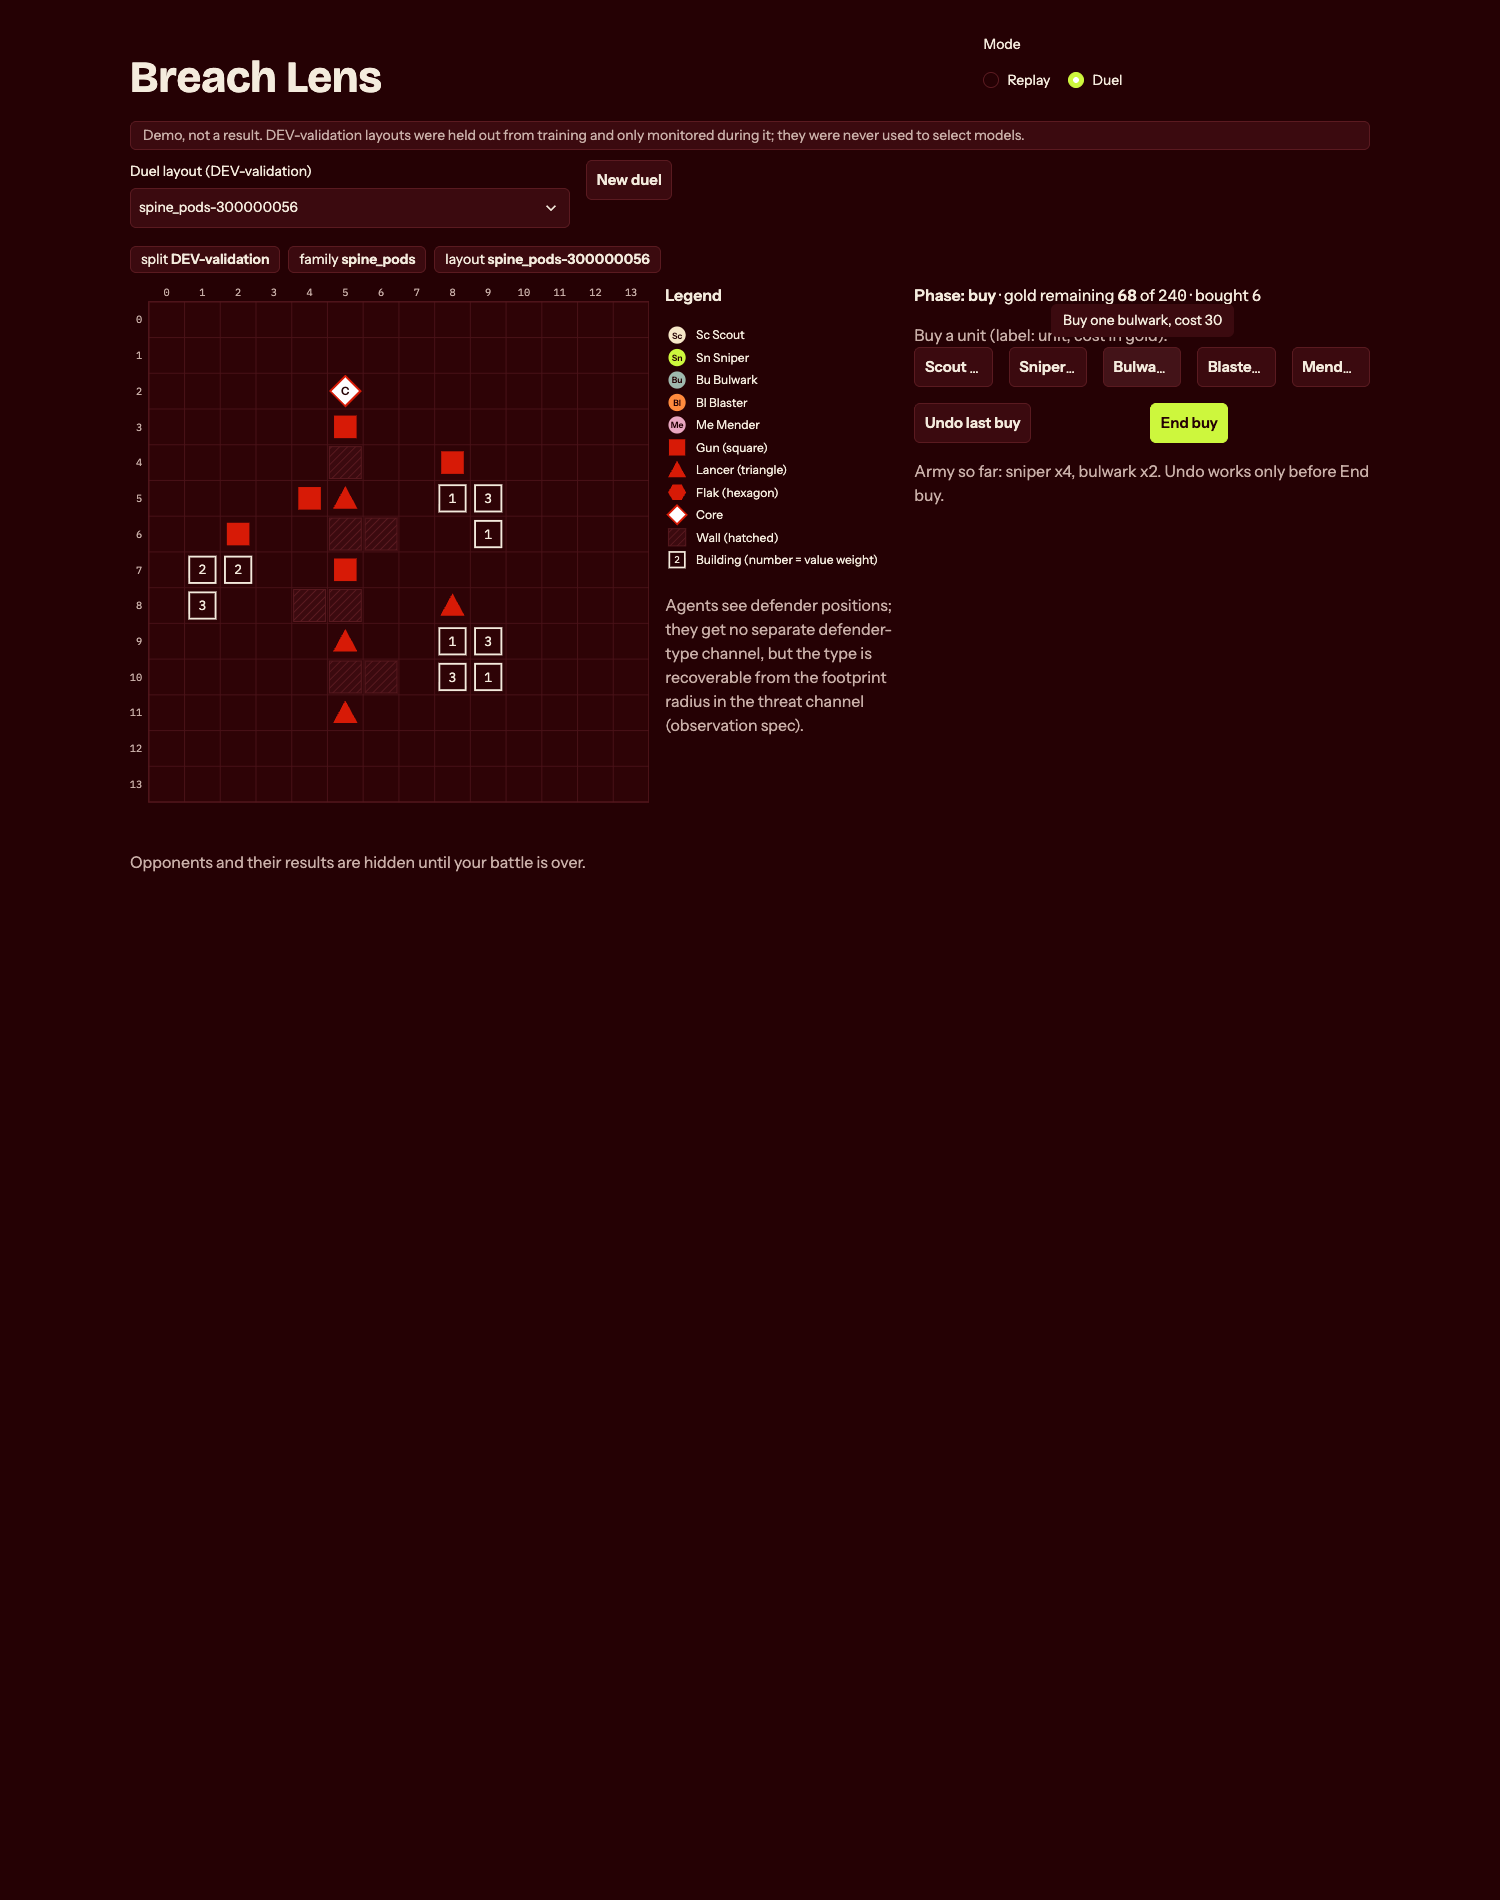 Mode
Breach Lens
Replay
Duel
Demo, not a result. DEV-validation layouts were held out from training and only monitored during it; they were never used to select models.
Duel layout (DEV-validation)
New duel
spine_pods-300000056
split DEV-validation
family spine_pods
layout spine_pods-300000056
0 1 2 3 4 5 6 7 8 9 10 11 12 13
0
1
2 C
3
4
5 1 3
6 1
7 2 2
8 3
9 1 3
10 3 1
11
12
13
Legend
Sc Sc Scout
Sn Sn Sniper
Bu Bu Bulwark
Bl Bl Blaster
Me Me Mender
Gun (square)
Lancer (triangle)
Flak (hexagon)
Core
Wall (hatched)
2 Building (number = value weight)
Agents see defender positions;
they get no separate defender-
type channel, but the type is
recoverable from the footprint
radius in the threat channel
(observation spec).
Phase: buy · gold remaining 68 of 240 · bought 6
Buy one bulwark, cost 30
Buy a unit (label: unit, cost in gold).
Scout ...
Sniper...
Bulwa...
Blaste...
Mend...
Undo last buy
End buy
Army so far: sniper x4, bulwark x2. Undo works only before End
buy.
Opponents and their results are hidden until your battle is over.